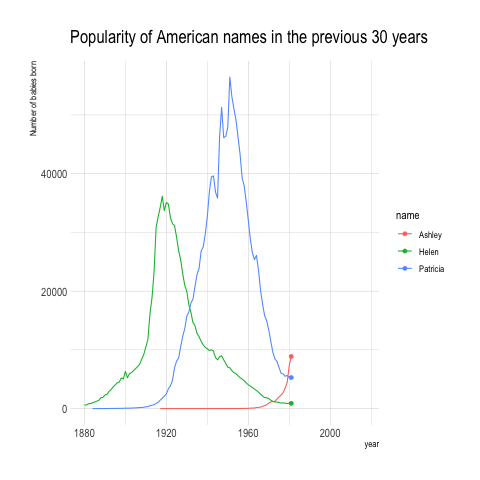 Popularity of American names in the previous 30 years
Number of babies born
40000
20000
0
1880
1920
1960
2000
year
name
Ashley
Helen
Patricia